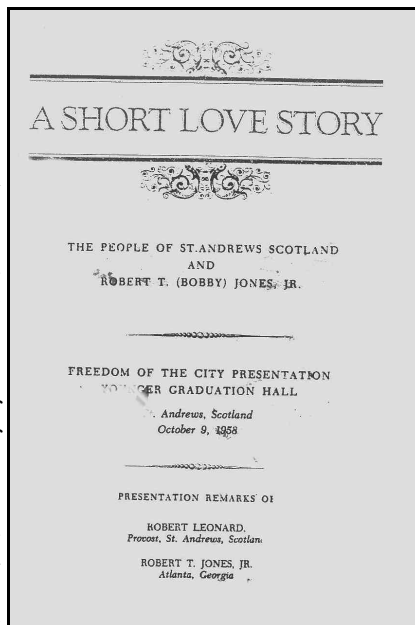 A SHORT LOVE STORY
THE PEOPLE OF ST.ANDREWS SCOTLAND
AND
ROBERT T. (BOBBY) JONES, JR.
FREEDOM OF THE CITY PRESENTATION
GRADUATION HALL
. Andrews, Scotland
October 9, 1958
PRESENTATION REMARKS OF
ROBERT LEONARD,
Provost, St. Andrews, Scotlan
ROBERT T. JONES, JR.
Atlanta, Georgia